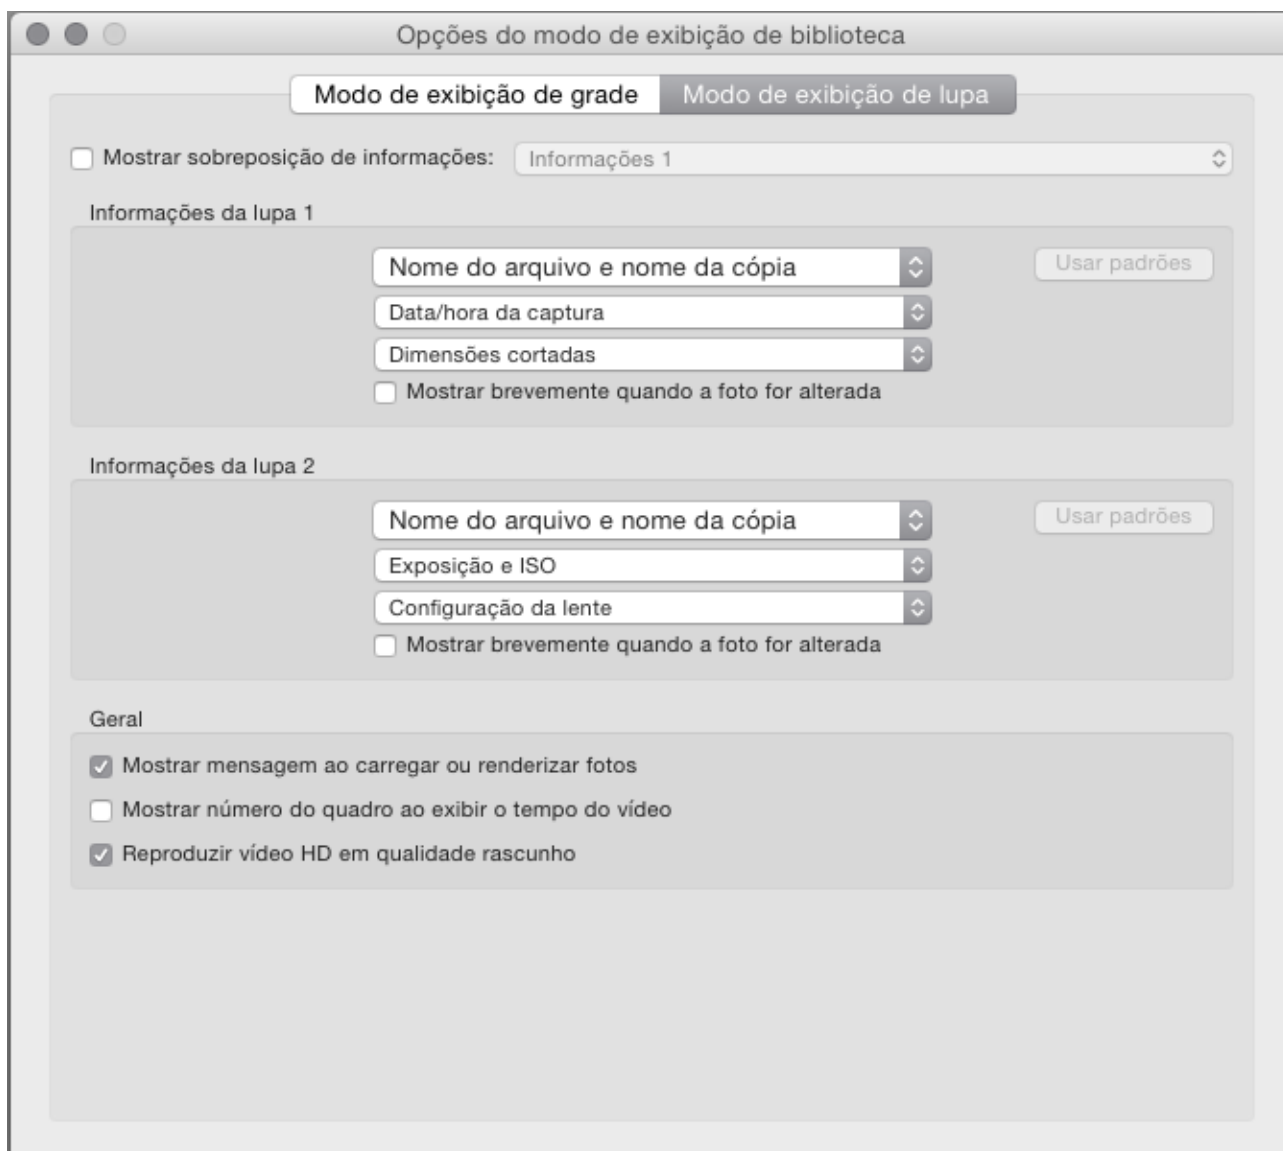 Opções do modo de exibição de biblioteca
Modo de exibição de grade Modo de exibição de lupa
Mostrar sobreposição de informações: Informações 1
Informações da lupa 1
Nome do arquivo e nome da cópia Usar padrões
Data/hora da captura
Dimensões cortadas
Mostrar brevemente quando a foto for alterada
Informações da lupa 2
Nome do arquivo e nome da cópia Usar padrões
Exposição e ISO
Configuração da lente
Mostrar brevemente quando a foto for alterada
Geral
Mostrar mensagem ao carregar ou renderizar fotos
Mostrar número do quadro ao exibir o tempo do vídeo
Reproduzir vídeo HD em qualidade rascunho